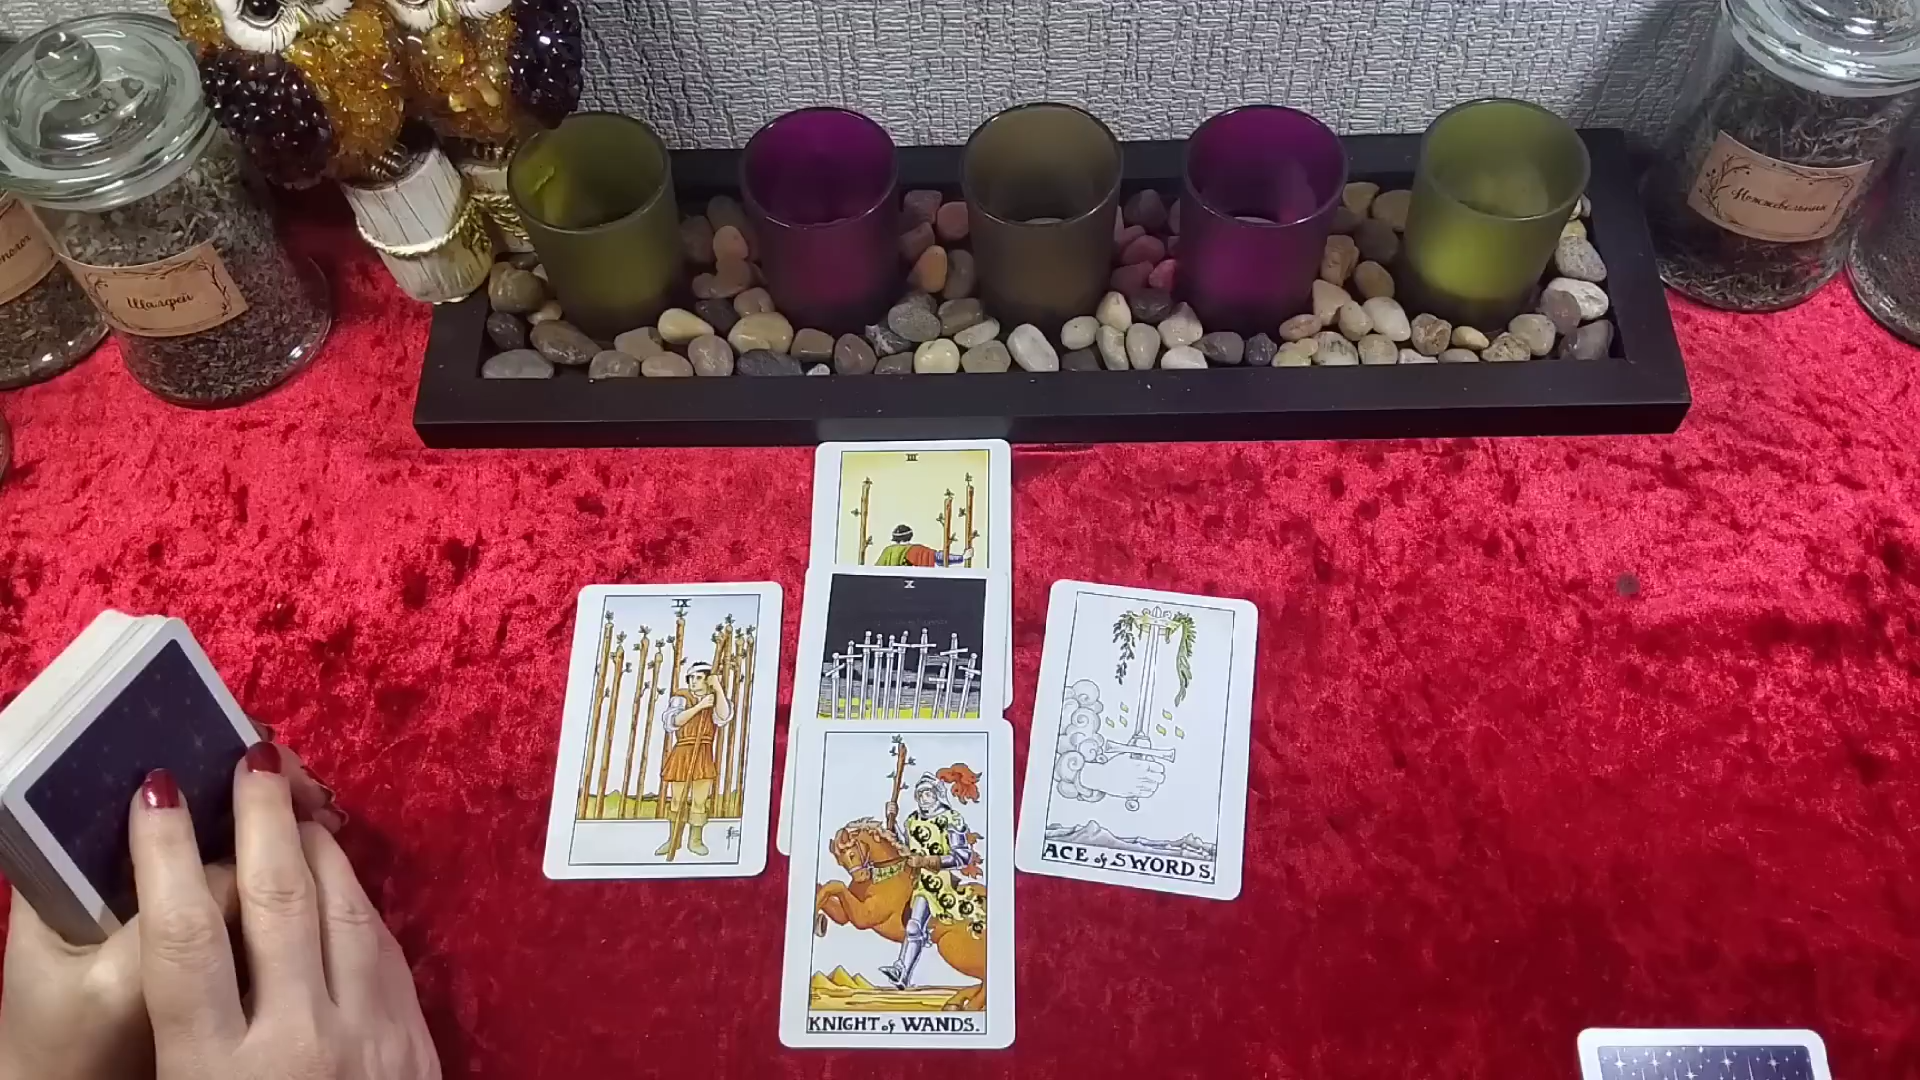 Шалфей
Можжевельник
III
X
IX
ACE of SWORDS.
KNIGHT of WANDS.